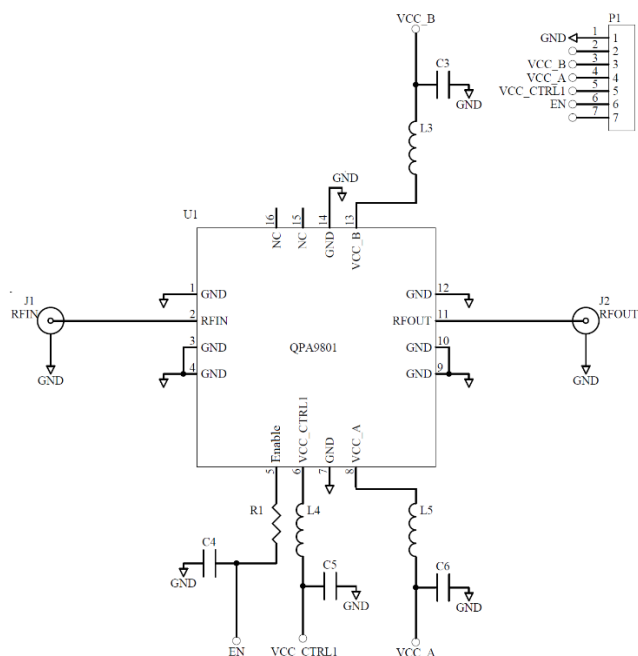 VCC_B
P1
GND 1 1
2 2
VCC_B 3 3
VCC_A 4 4
VCC_CTRL1 5 5
EN 6 6
7 7
C3
GND
L3
GND
U1
16 15 14 13
NC NC GND VCC_B
1 GND
GND 12
J1
RFIN
2 RFIN
RFOUT 11
J2
RFOUT
3 GND
GND 10
QPA9801
4 GND
GND 9
GND
GND
Enable VCC_CTRL1 GND VCC_A
5 6 7 8
R1
L4
L5
C4
GND
C5
GND
C6
GND
EN
VCC_CTRL1
VCC_A